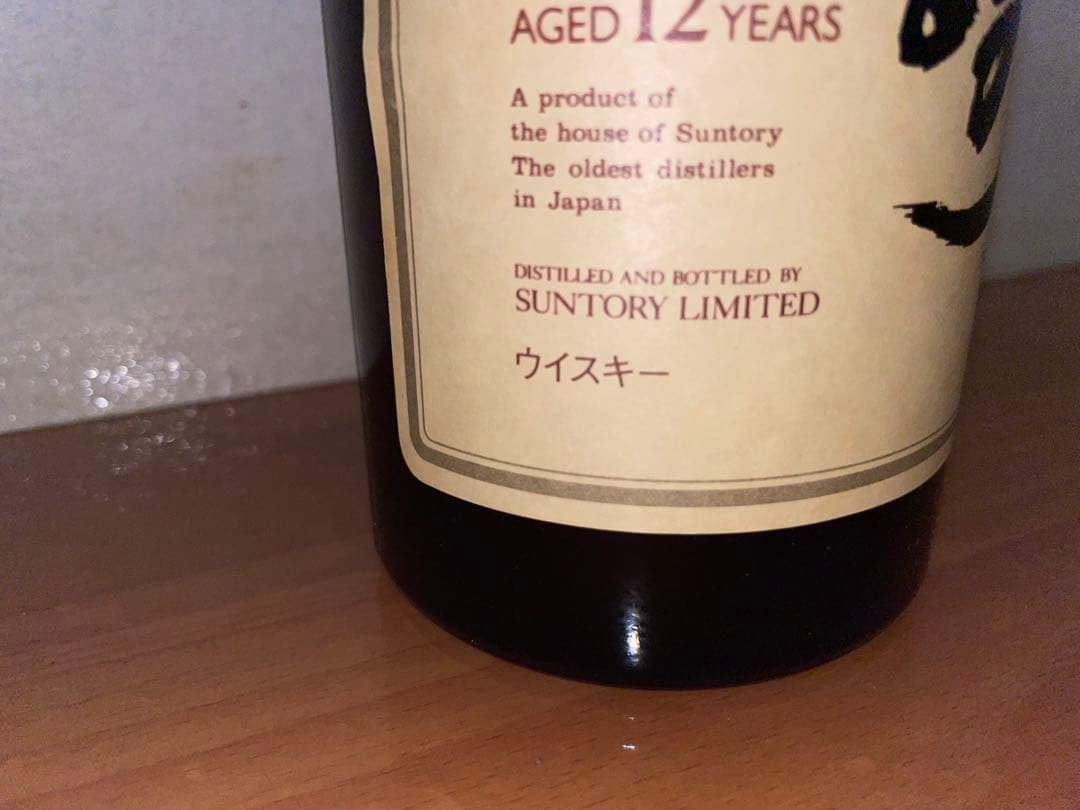 AGED 12 YEARS
A product of
the house of Suntory
The oldest distillers
in Japan
DISTILLED AND BOTTLED BY
SUNTORY LIMITED
ウイスキー